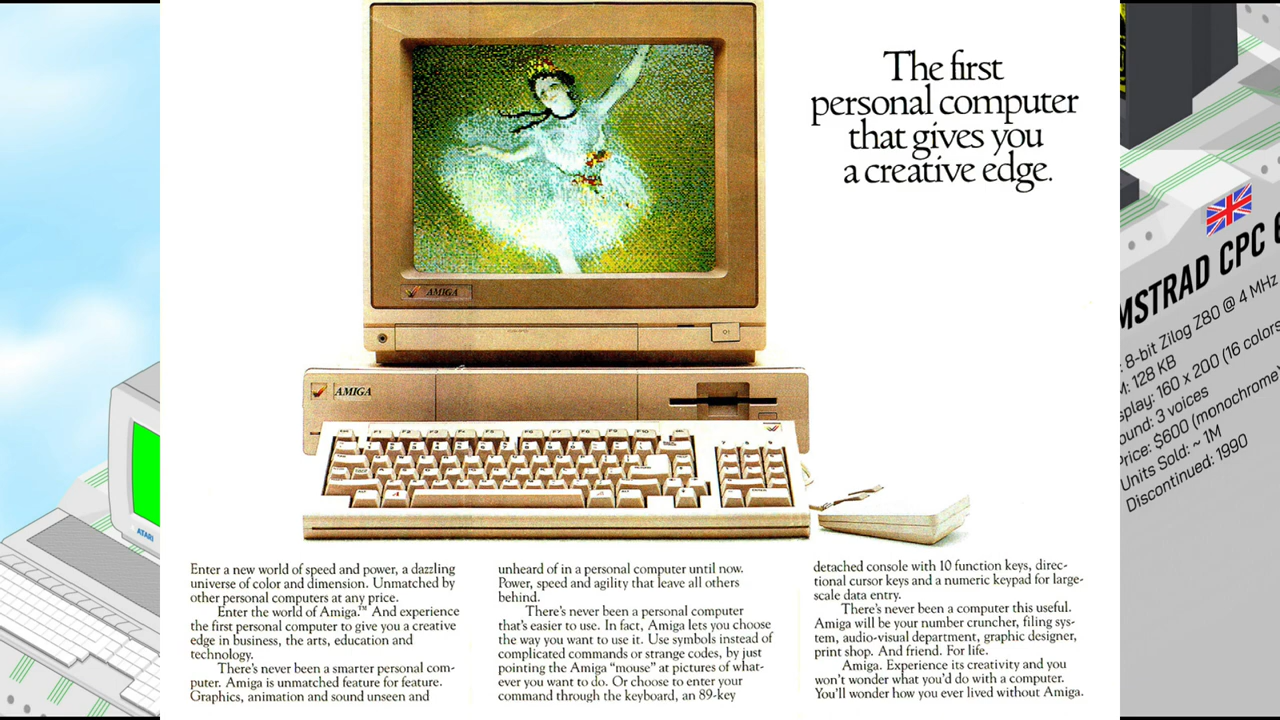 The first
personal computer
that gives you
a creative edge.
AMIGA
AMIGA
Enter a new world of speed and power, a dazzling
universe of color and dimension. Unmatched by
other personal computers at any price.
Enter the world of Amiga.™ And experience
the first personal computer to give you a creative
edge in business, the arts, education and
technology.
There's never been a smarter personal com-
puter. Amiga is unmatched feature for feature.
Graphics, animation and sound unseen and
unheard of in a personal computer until now.
Power, speed and agility that leave all others
behind.
There's never been a personal computer
that's easier to use. In fact, Amiga lets you choose
the way you want to use it. Use symbols instead of
complicated commands or strange codes, by just
pointing the Amiga “mouse” at pictures of what-
ever you want to do. Or choose to enter your
command through the keyboard, an 89-key
detached console with 10 function keys, direc-
tional cursor keys and a numeric keypad for large-
scale data entry.
There's never been a computer this useful.
Amiga will be your number cruncher, filing sys-
tem, audio-visual department, graphic designer,
print shop. And friend. For life.
Amiga. Experience its creativity and you
won't wonder what you'd do with a computer.
You'll wonder how you ever lived without Amiga.
ATARI
MSTRAD CPC 6
: 8-bit Zilog Z80 @ 4 MHz
M: 128 KB
splay: 160 x 200 (16 colors
ound: 3 voices
Price: $600 (monochrome)
Units Sold: ~ 1M
Discontinued: 1990